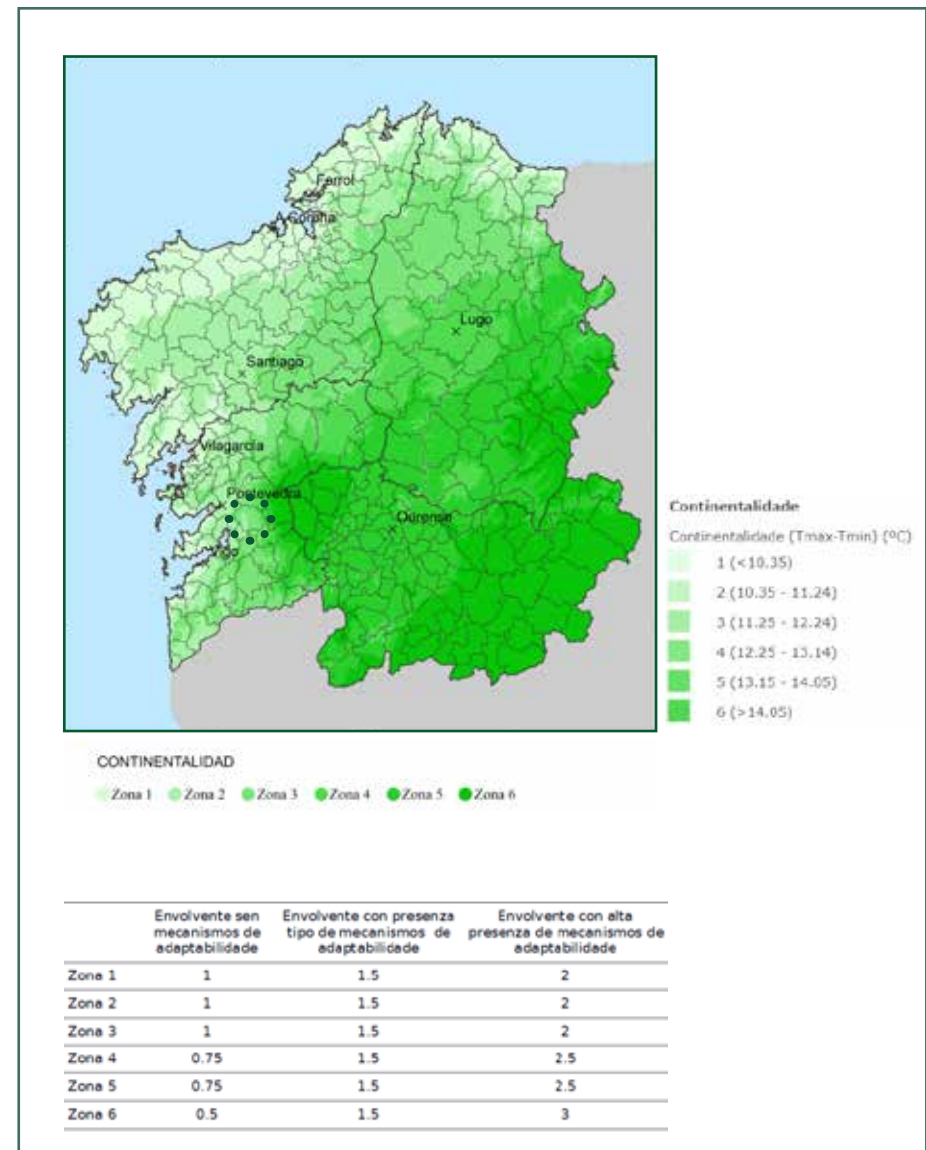 Ferrol
A Coruña
Lugo
Santiago
Vilagarcía
Pontevedra
Ourense
Vigo
Continentalidade
Continentalidade (Tmax-Tmin) (ºC)
1 (<10.35)
2 (10.35 - 11.24)
3 (11.25 - 12.24)
4 (12.25 - 13.14)
5 (13.15 - 14.05)
6 (>14.05)
CONTINENTALIDAD
Zona 1 Zona 2 Zona 3 Zona 4 Zona 5 Zona 6
Envolvente sen mecanismos de adaptabilidade
Envolvente con presenza tipo de mecanismos de adaptabilidade
Envolvente con alta presenza de mecanismos de adaptabilidade
Zona 1 1 1.5 2
Zona 2 1 1.5 2
Zona 3 1 1.5 2
Zona 4 0.75 1.5 2.5
Zona 5 0.75 1.5 2.5
Zona 6 0.5 1.5 3